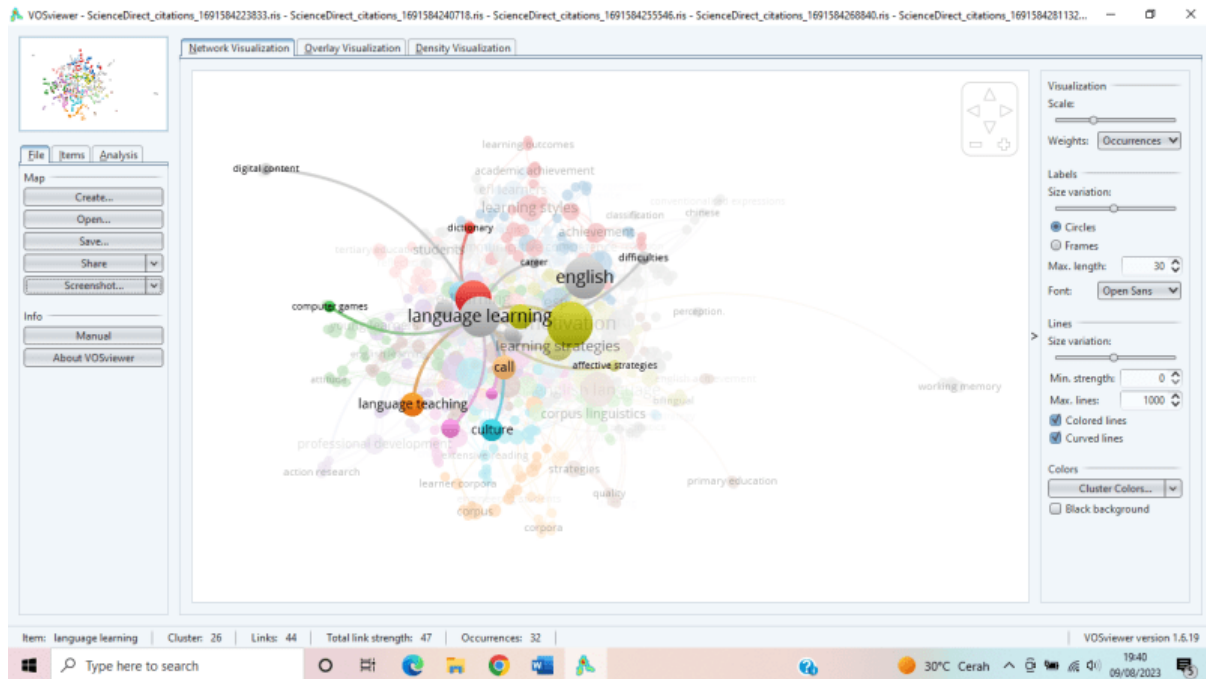 VOSviewer - ScienceDirect_citations_1691584223833.ris - ScienceDirect_citations_1691584240718.ris - ScienceDirect_citations_1691584255546.ris - ScienceDirect_citations_1691584268840.ris - ScienceDirect_citations_1691584281132...
Network Visualization Overlay Visualization Density Visualization
File Items Analysis
Map
Create...
Open...
Save...
Share
Screenshot...
Info
Manual
About VOSviewer
learning outcomes
digital content
academic achievement
efl learners
learning styles
classification
chinese
dictionary
achievement
tertiary education
students
career
difficulties
english
computer games
language learning
motivation
perception
learning strategies
call
affective strategies
attitude
working memory
language teaching
bilingual
corpus linguistics
culture
professional development
extensive reading
action research
strategies
learner corpora
quality
primary education
corpus
corpora
>
Visualization
Scale:
Weights: Occurrences
Labels
Size variation:
Circles
Frames
Max. length: 30
Font: Open Sans
Lines
Size variation:
Min. strength: 0
Max. lines: 1000
Colored lines
Curved lines
Colors
Cluster Colors...
Black background
Item: language learning Cluster: 26 Links: 44 Total link strength: 47 Occurrences: 32 VOSviewer version 1.6.19
Type here to search
30°C Cerah
19:40
09/08/2023